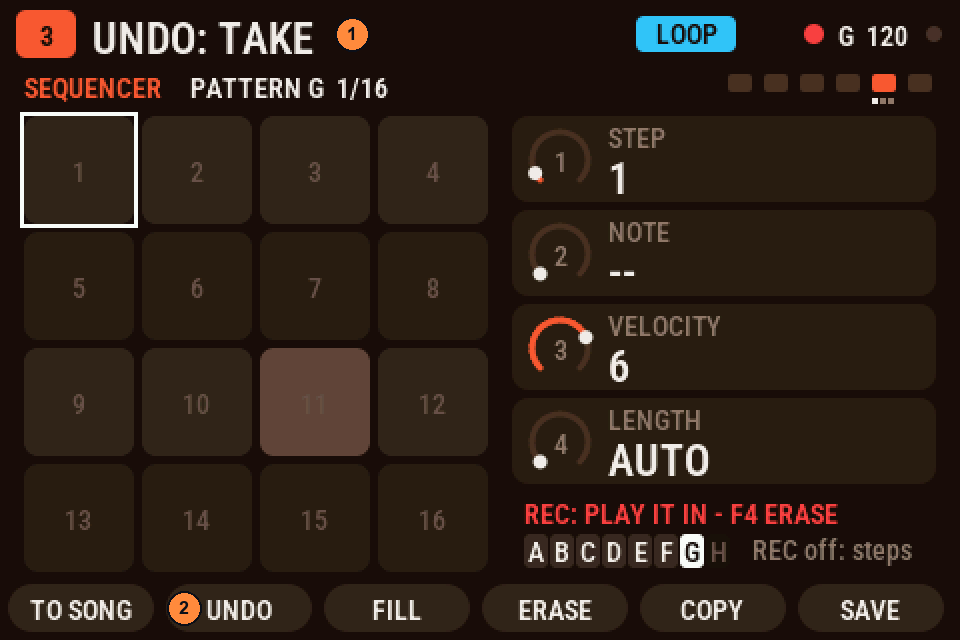 3 UNDO: TAKE 1 LOOP G 120
SEQUENCER PATTERN G 1/16
1 2 3 4
5 6 7 8
9 10 11 12
13 14 15 16
1 STEP
1
2 NOTE
--
3 VELOCITY
6
4 LENGTH
AUTO
REC: PLAY IT IN - F4 ERASE
A B C D E F G H REC off: steps
TO SONG 2 UNDO FILL ERASE COPY SAVE